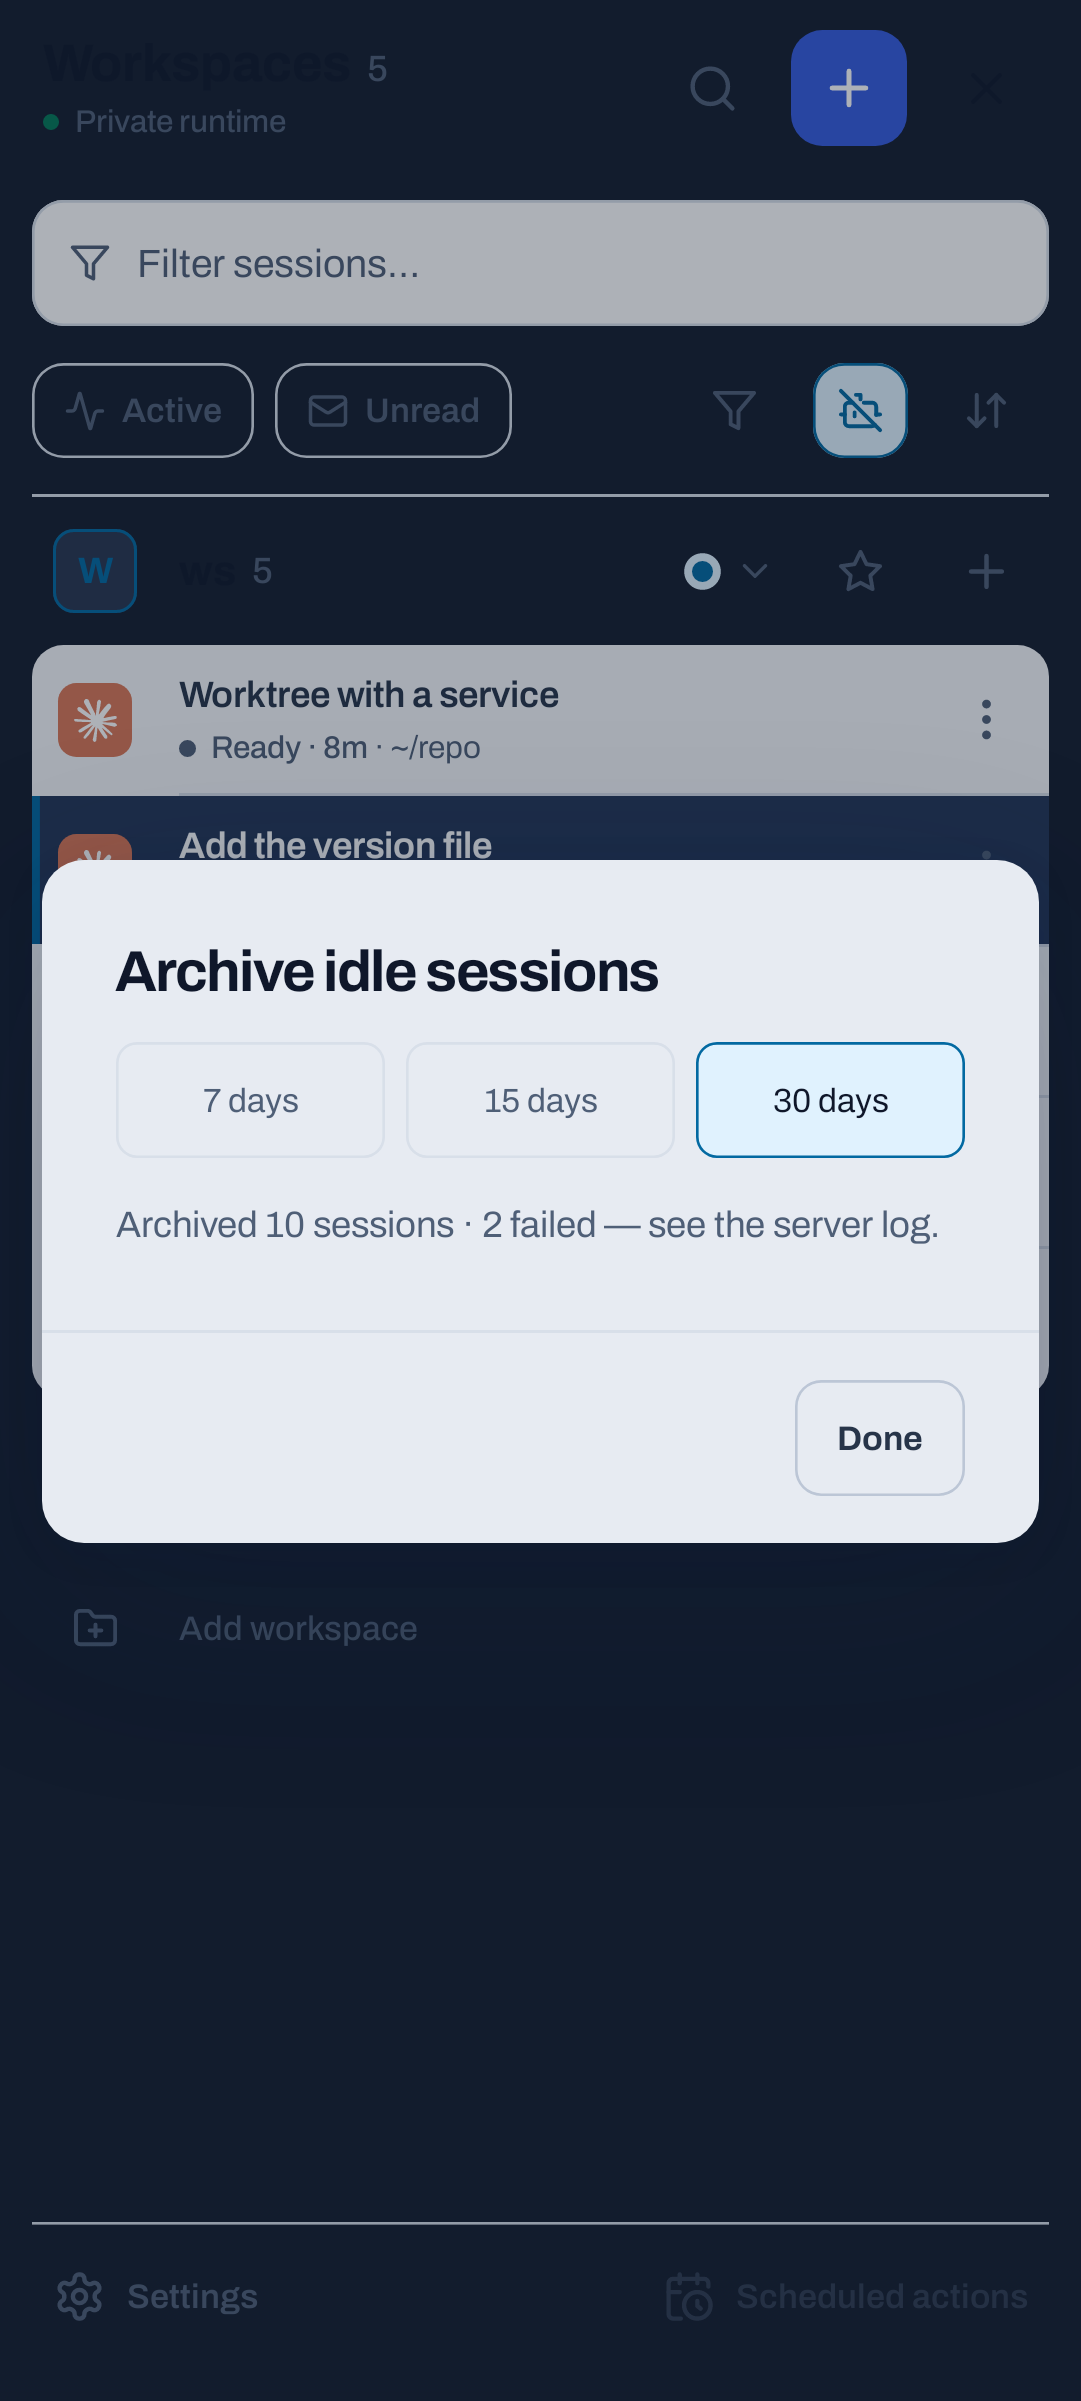 Workspaces 5
Private runtime
Filter sessions...
Active
Unread
W
ws 5
Worktree with a service
Ready · 8m · ~/repo
Add the version file
Archive idle sessions
7 days
15 days
30 days
Archived 10 sessions · 2 failed — see the server log.
Done
Add workspace
Settings
Scheduled actions